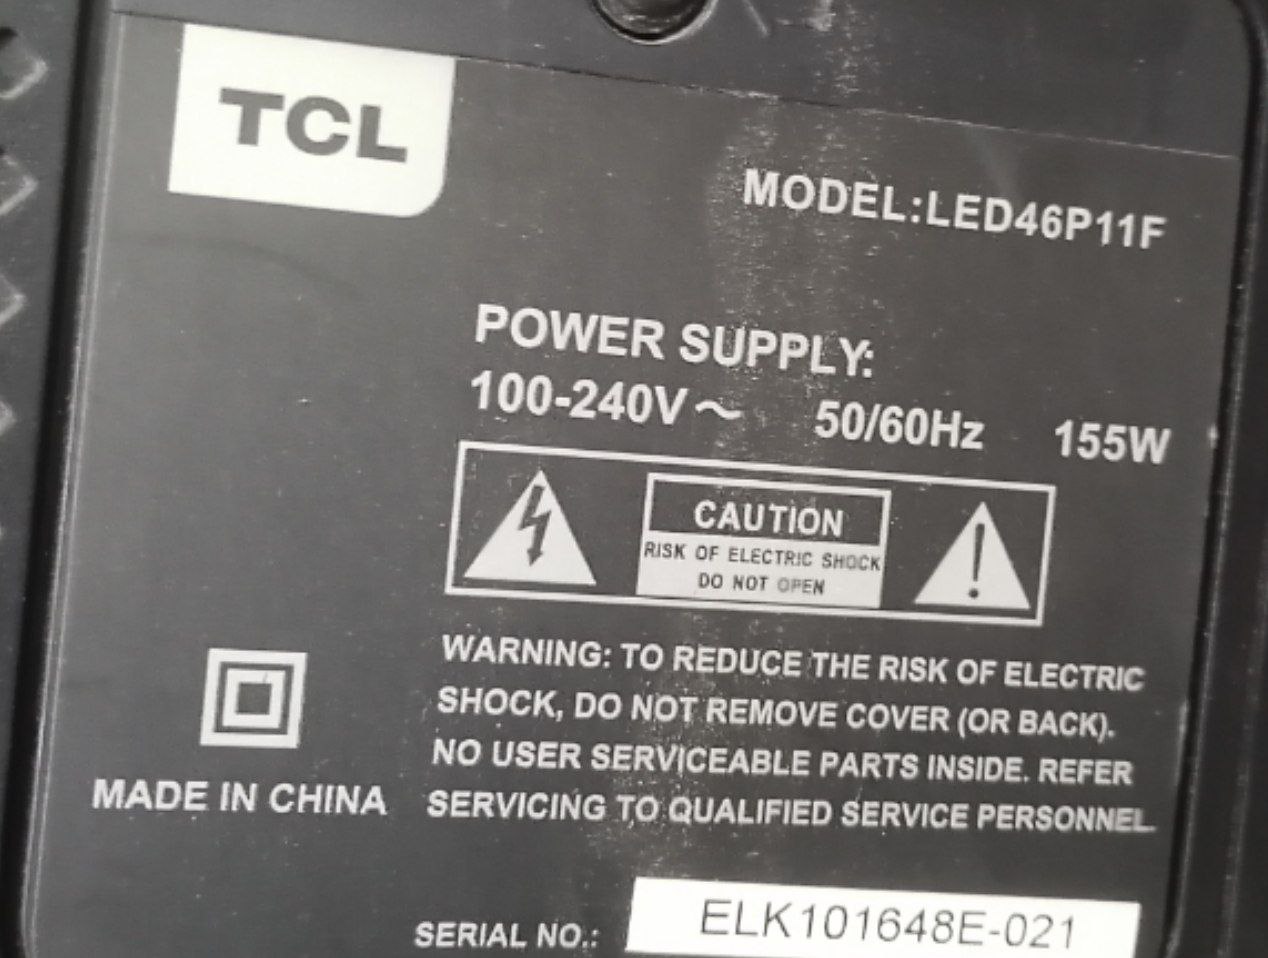 TCL
MODEL:LED46P11F
POWER SUPPLY:
100-240V～ 50/60Hz 155W
CAUTION
RISK OF ELECTRIC SHOCK
DO NOT OPEN
WARNING: TO REDUCE THE RISK OF ELECTRIC
SHOCK, DO NOT REMOVE COVER (OR BACK).
NO USER SERVICEABLE PARTS INSIDE. REFER
SERVICING TO QUALIFIED SERVICE PERSONNEL.
MADE IN CHINA
SERIAL NO.: ELK101648E-021